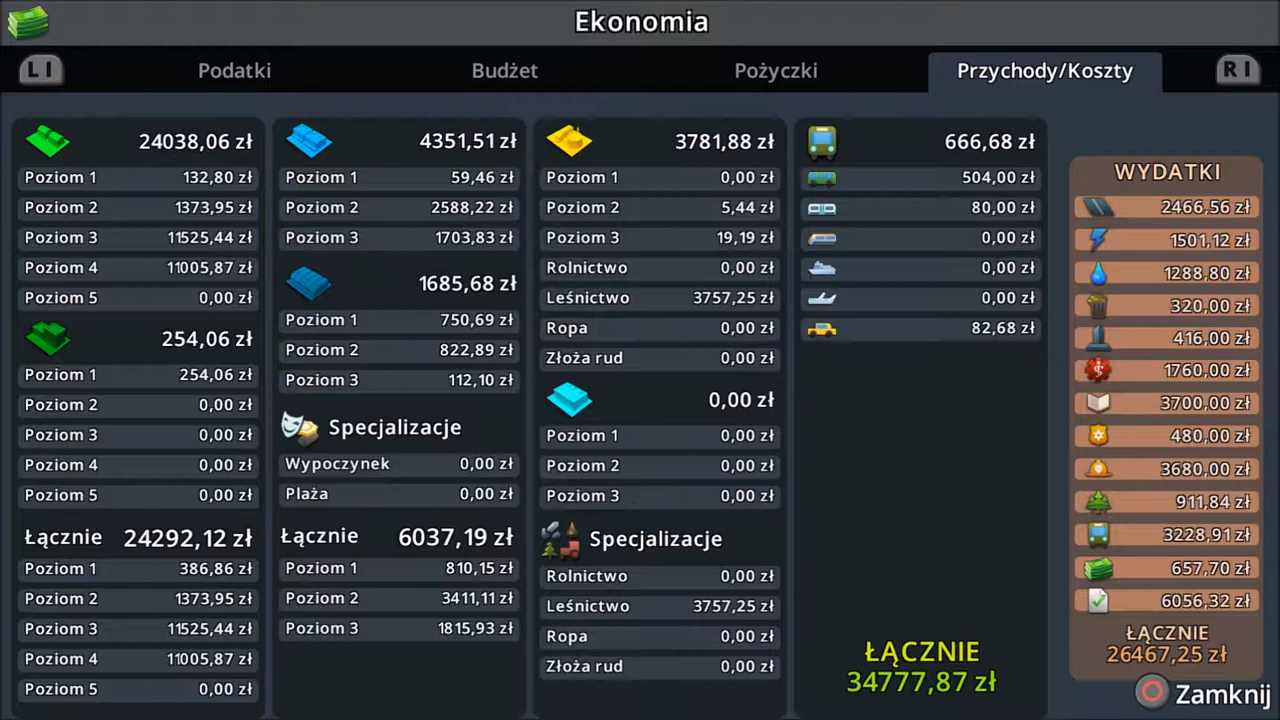 Ekonomia
L1
Podatki
Budżet
Pożyczki
Przychody/Koszty
R1
24038,06 zł
Poziom 1 132,80 zł
Poziom 2 1373,95 zł
Poziom 3 11525,44 zł
Poziom 4 11005,87 zł
Poziom 5 0,00 zł
254,06 zł
Poziom 1 254,06 zł
Poziom 2 0,00 zł
Poziom 3 0,00 zł
Poziom 4 0,00 zł
Poziom 5 0,00 zł
Łącznie 24292,12 zł
Poziom 1 386,86 zł
Poziom 2 1373,95 zł
Poziom 3 11525,44 zł
Poziom 4 11005,87 zł
Poziom 5 0,00 zł
4351,51 zł
Poziom 1 59,46 zł
Poziom 2 2588,22 zł
Poziom 3 1703,83 zł
1685,68 zł
Poziom 1 750,69 zł
Poziom 2 822,89 zł
Poziom 3 112,10 zł
Specjalizacje
Wypoczynek 0,00 zł
Plaża 0,00 zł
Łącznie 6037,19 zł
Poziom 1 810,15 zł
Poziom 2 3411,11 zł
Poziom 3 1815,93 zł
3781,88 zł
Poziom 1 0,00 zł
Poziom 2 5,44 zł
Poziom 3 19,19 zł
Rolnictwo 0,00 zł
Leśnictwo 3757,25 zł
Ropa 0,00 zł
Złoża rud 0,00 zł
0,00 zł
Poziom 1 0,00 zł
Poziom 2 0,00 zł
Poziom 3 0,00 zł
Specjalizacje
Rolnictwo 0,00 zł
Leśnictwo 3757,25 zł
Ropa 0,00 zł
Złoża rud 0,00 zł
666,68 zł
504,00 zł
80,00 zł
0,00 zł
0,00 zł
0,00 zł
82,68 zł
ŁĄCZNIE
34777,87 zł
WYDATKI
2466,56 zł
1501,12 zł
1288,80 zł
320,00 zł
416,00 zł
1760,00 zł
3700,00 zł
480,00 zł
3680,00 zł
911,84 zł
3228,91 zł
657,70 zł
6056,32 zł
ŁĄCZNIE
26467,25 zł
Zamknij